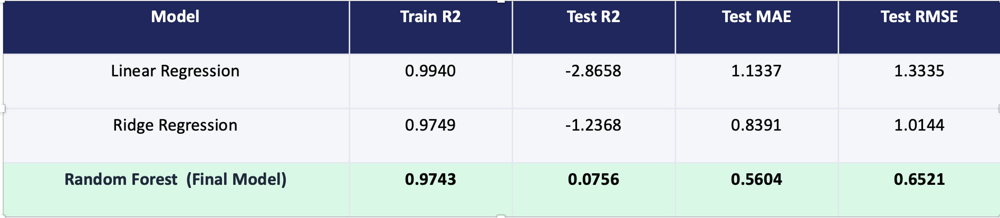 Model Train R2 Test R2 Test MAE Test RMSE
Linear Regression 0.9940 -2.8658 1.1337 1.3335
Ridge Regression 0.9749 -1.2368 0.8391 1.0144
Random Forest  (Final Model) 0.9743 0.0756 0.5604 0.6521